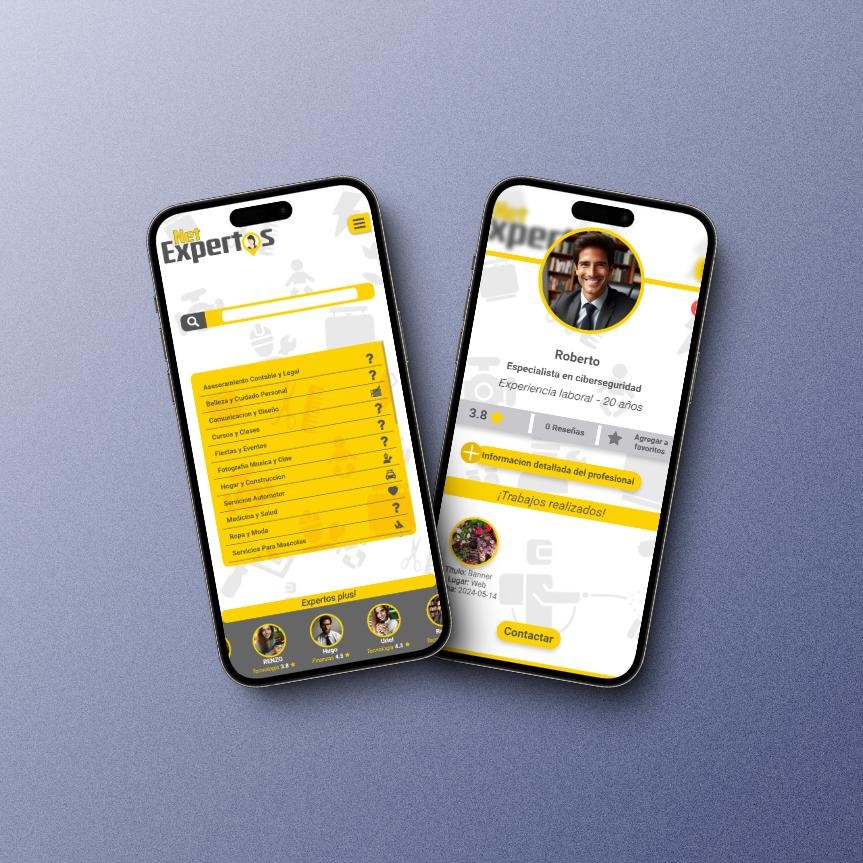 Net
Expertos
Asesoramiento Contable y Legal
Belleza y Cuidado Personal
Comunicacion y Diseño
Cursos y Clases
Fiestas y Eventos
Fotografia Musica y Cine
Hogar y Construccion
Servicios Automotor
Medicina y Salud
Ropa y Moda
Servicios Para Mascotas
Expertos plus!
RENZO
Tecnologia 3.8
Hugo
Finanzas 4.5
Uriel
Tecnologia 4.3
Net
xpert
Roberto
Especialista en ciberseguridad
Experiencia laboral - 20 años
3.8
0 Reseñas
Agregar a
favoritos
Informacion detallada del profesional
¡Trabajos realizados!
Titulo: Banner
Lugar: Web
ha: 2024-05-14
Contactar